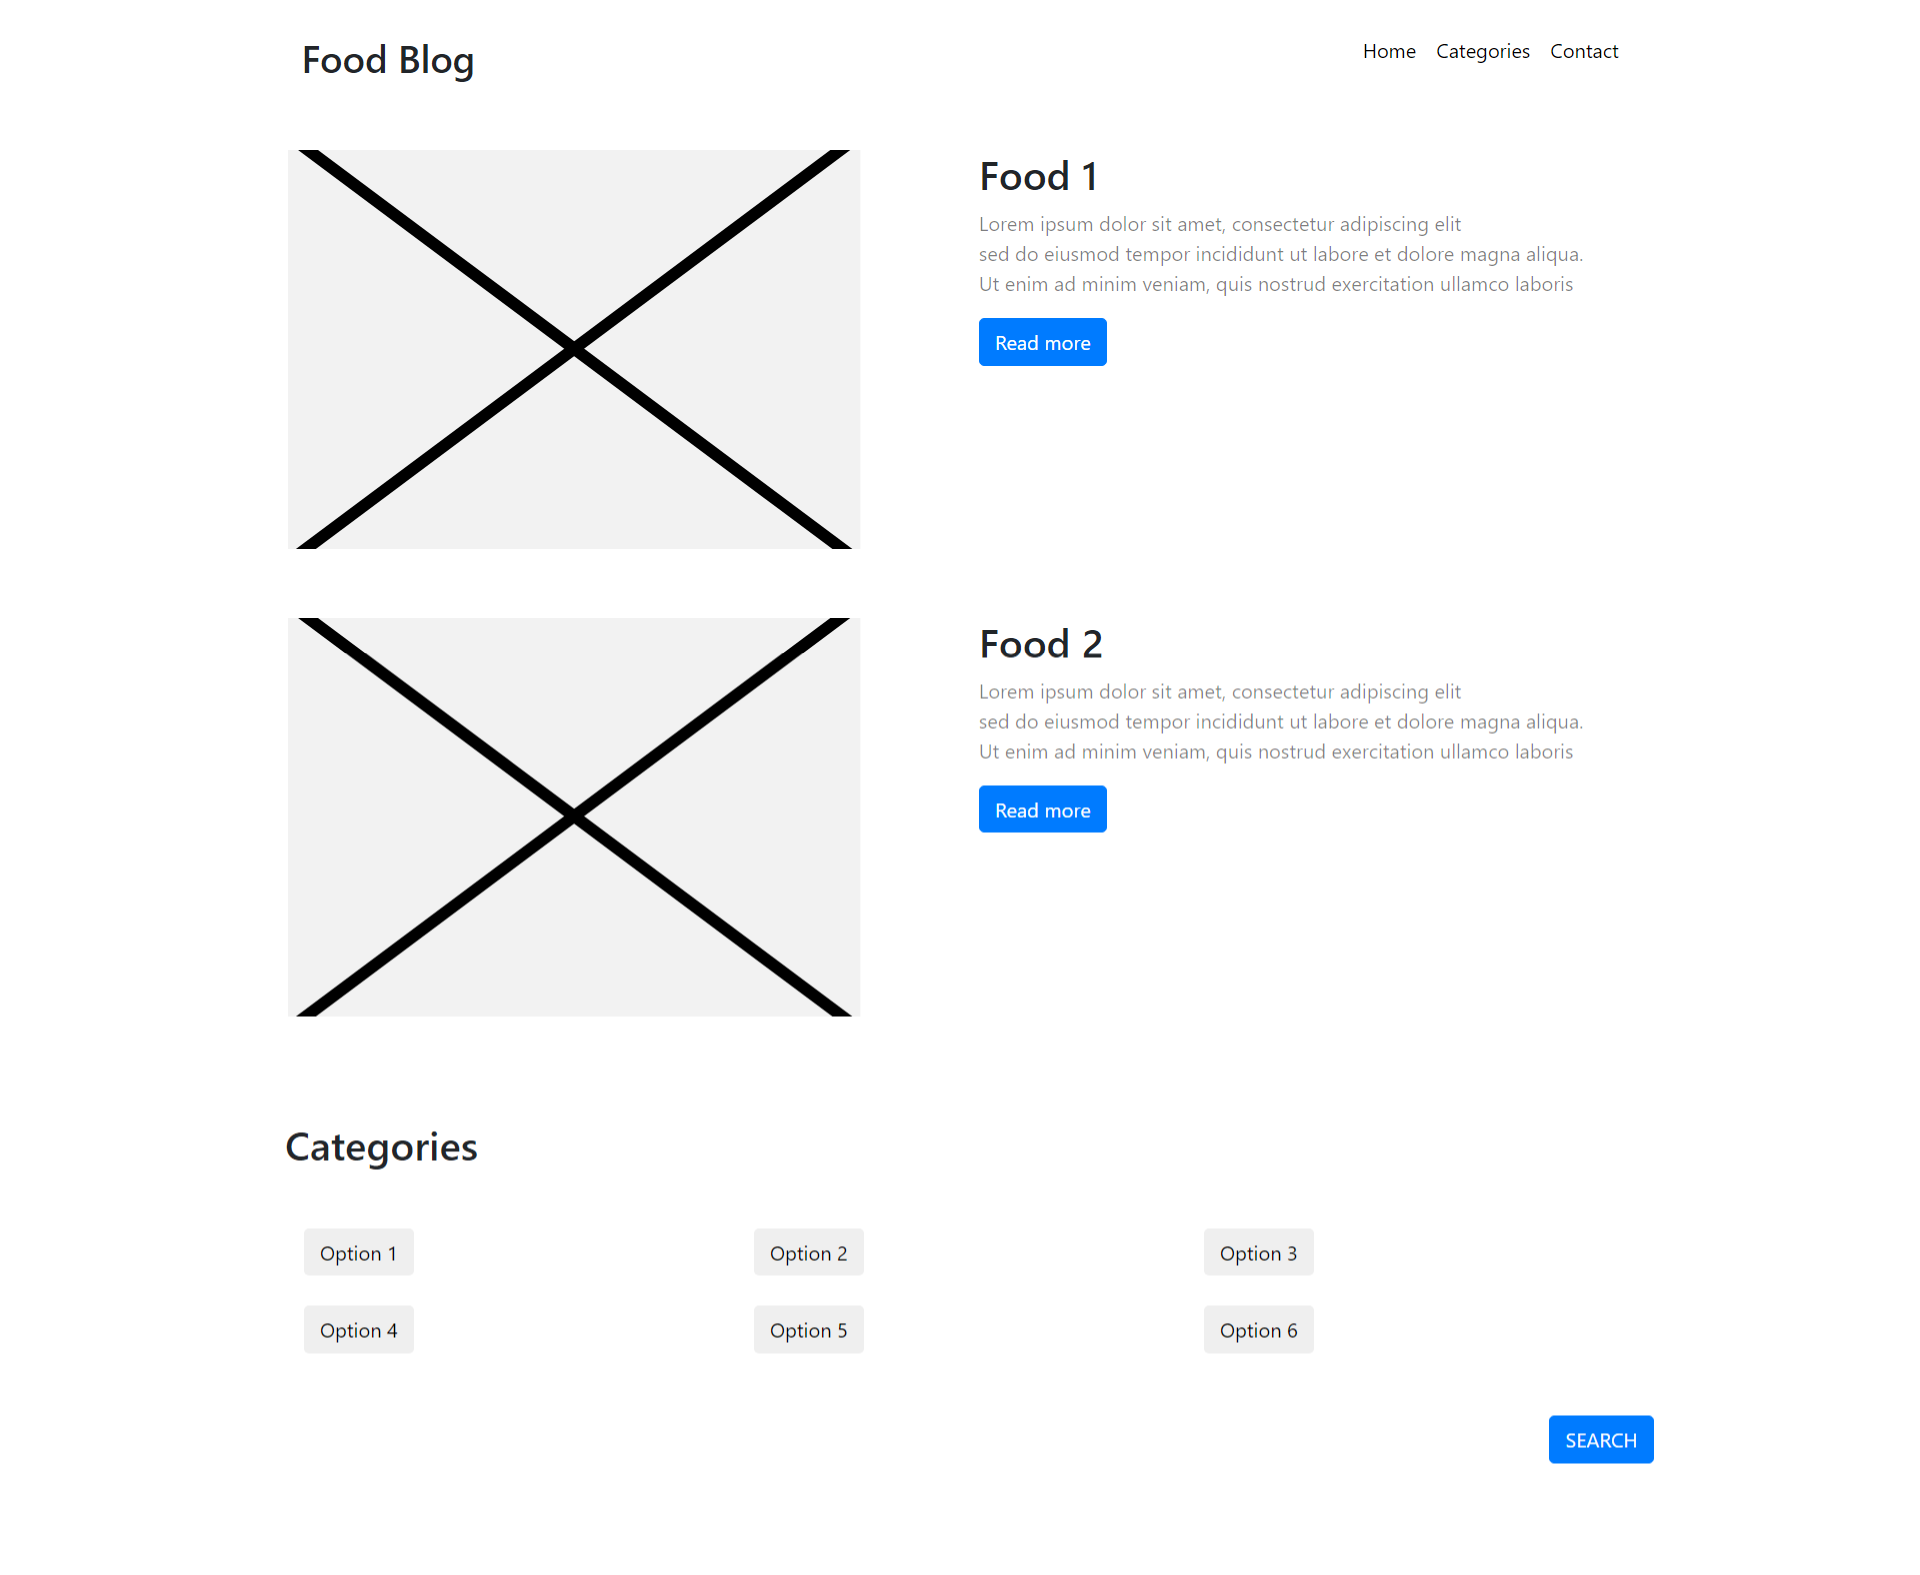 Food Blog
Home Categories Contact
Food 1
Lorem ipsum dolor sit amet, consectetur adipiscing elit
sed do eiusmod tempor incididunt ut labore et dolore magna aliqua.
Ut enim ad minim veniam, quis nostrud exercitation ullamco laboris
Read more
Food 2
Lorem ipsum dolor sit amet, consectetur adipiscing elit
sed do eiusmod tempor incididunt ut labore et dolore magna aliqua.
Ut enim ad minim veniam, quis nostrud exercitation ullamco laboris
Read more
Categories
Option 1 Option 2 Option 3
Option 4 Option 5 Option 6
SEARCH